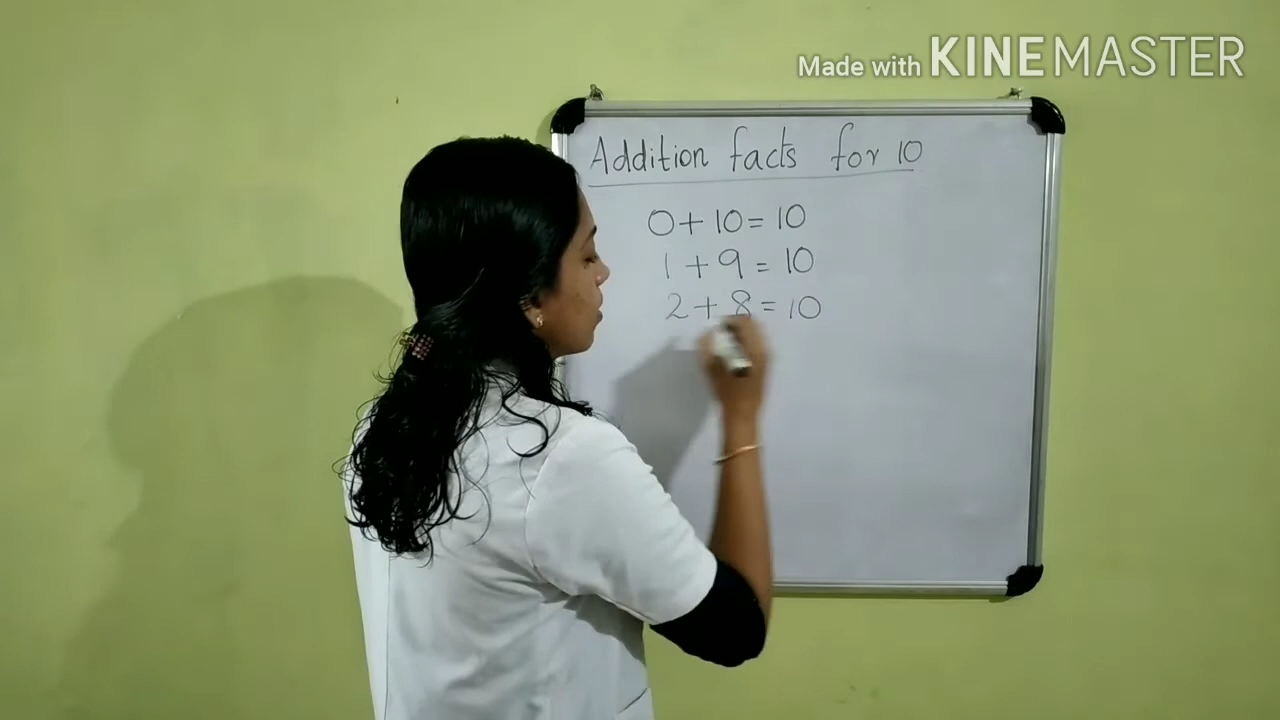 Made with KINEMASTER
Addition facts for 10
0 + 10 = 10
1 + 9 = 10
2 + 8 = 10